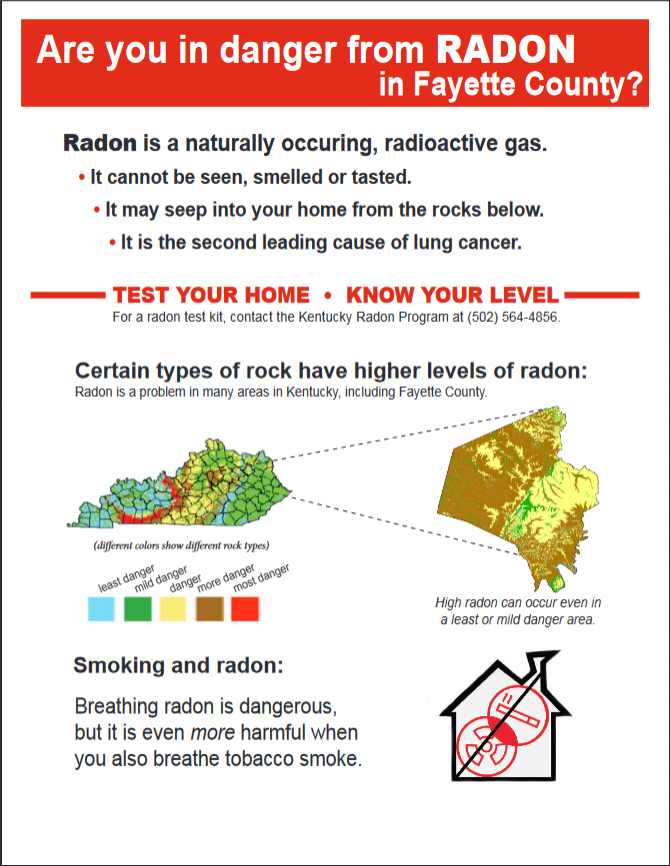 Are you in danger from RADON
in Fayette County?
Radon is a naturally occuring, radioactive gas.
• It cannot be seen, smelled or tasted.
• It may seep into your home from the rocks below.
• It is the second leading cause of lung cancer.
TEST YOUR HOME • KNOW YOUR LEVEL
For a radon test kit, contact the Kentucky Radon Program at (502) 564-4856.
Certain types of rock have higher levels of radon:
Radon is a problem in many areas in Kentucky, including Fayette County.
(different colors show different rock types)
least danger
mild danger
danger
more danger
most danger
High radon can occur even in
a least or mild danger area.
Smoking and radon:
Breathing radon is dangerous,
but it is even more harmful when
you also breathe tobacco smoke.